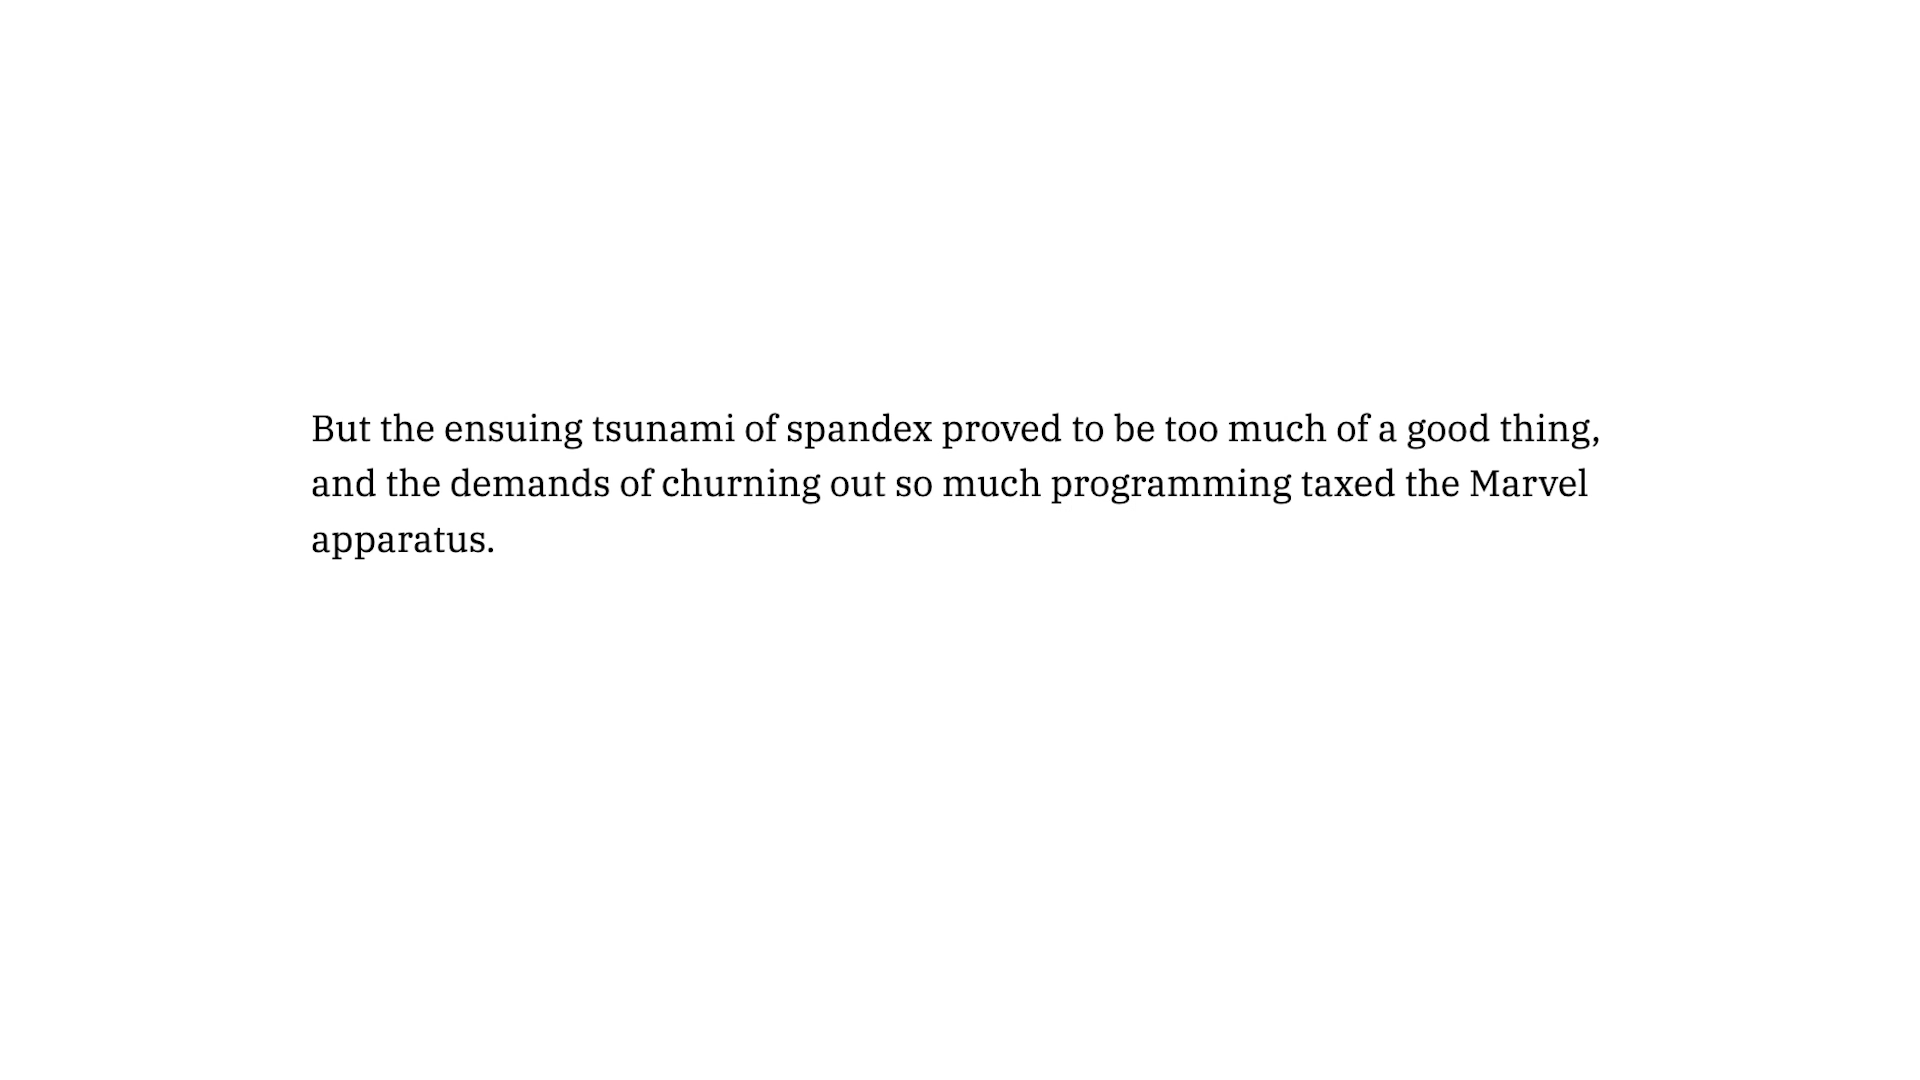 But the ensuing tsunami of spandex proved to be too much of a good thing,
and the demands of churning out so much programming taxed the Marvel
apparatus.